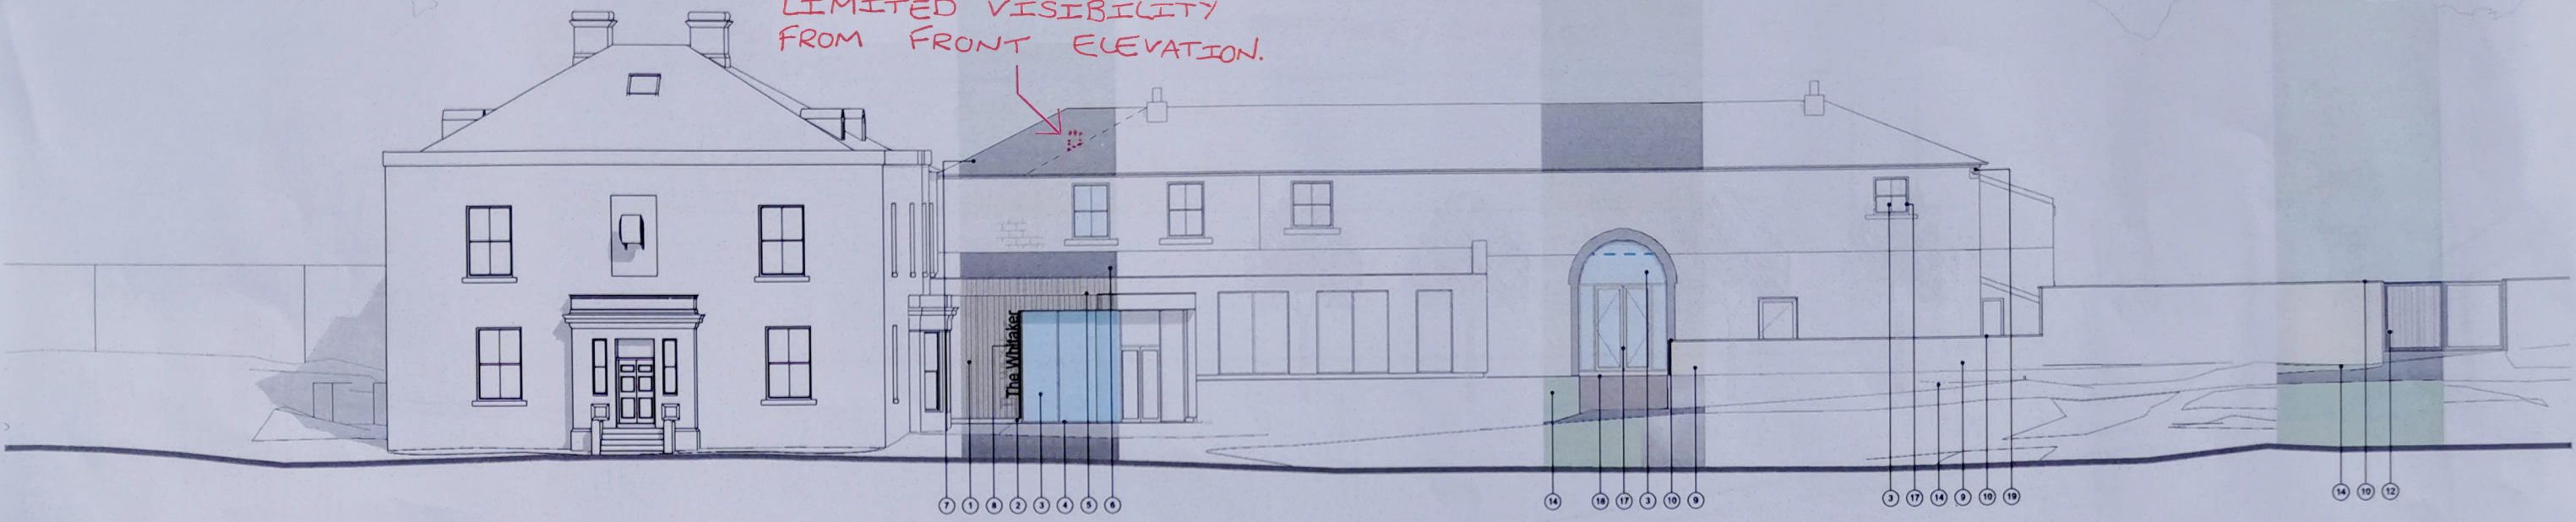 LIMITED VISIBILITY
FROM FRONT ELEVATION.
The Whitaker
7 1 8 2 3 4 5 6
14 18 17 3 10 9
3 17 14 9 10 19
14 10 12